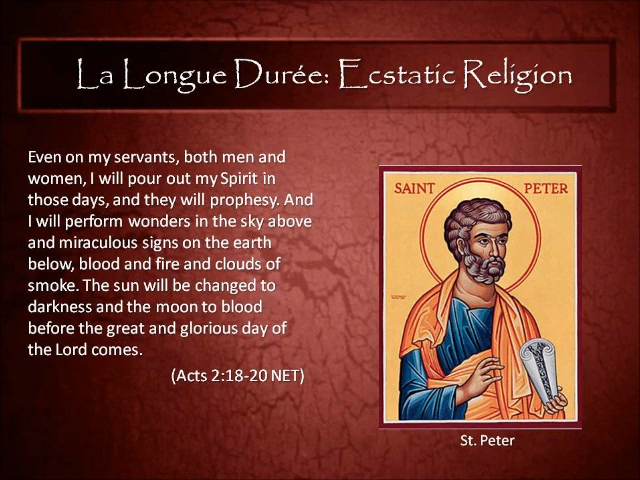 La Longue Durée: Ecstatic Religion
Even on my servants, both men and
women, I will pour out my Spirit in
those days, and they will prophesy. And
I will perform wonders in the sky above
and miraculous signs on the earth
below, blood and fire and clouds of
smoke. The sun will be changed to
darkness and the moon to blood
before the great and glorious day of
the Lord comes.
(Acts 2:18-20 NET)
SAINT PETER
St. Peter